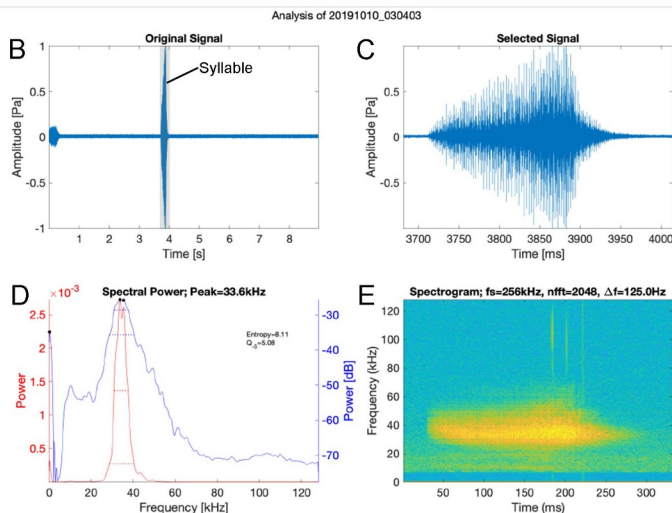 Analysis of 20191010_030403
B
Original Signal
Syllable
1
0.5
0
-0.5
-1
Amplitude [Pa]
1 2 3 4 5 6 7 8
Time [s]
C
Selected Signal
0.5
0
-0.5
Amplitude [Pa]
3700 3750 3800 3850 3900 3950 4000
Time [ms]
D
Spectral Power; Peak=33.6kHz
×10⁻³
2.5
2
1.5
1
0.5
Power
Entropy=8.11
Q₋₃=5.08
-30
-40
-50
-60
-70
Power [dB]
0 20 40 60 80 100 120
Frequency [kHz]
E
Spectrogram; fs=256kHz, nfft=2048, Δf=125.0Hz
120
100
80
60
40
20
0
Frequency (kHz)
50 100 150 200 250 300
Time (ms)